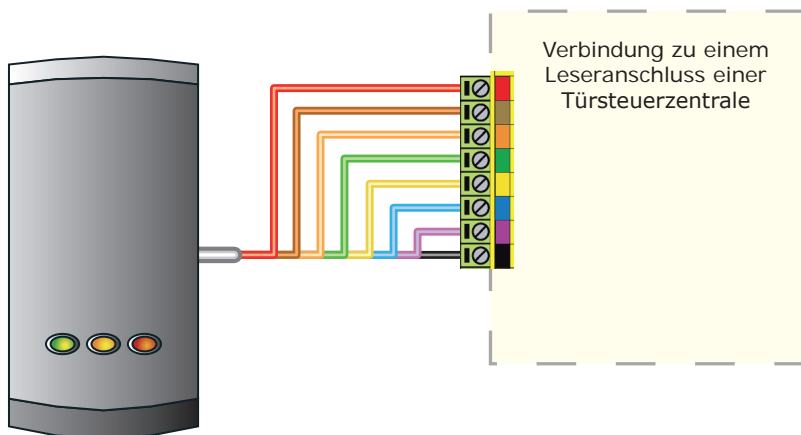 Verbindung zu einem
Leseranschluss einer
Türsteuerzentrale